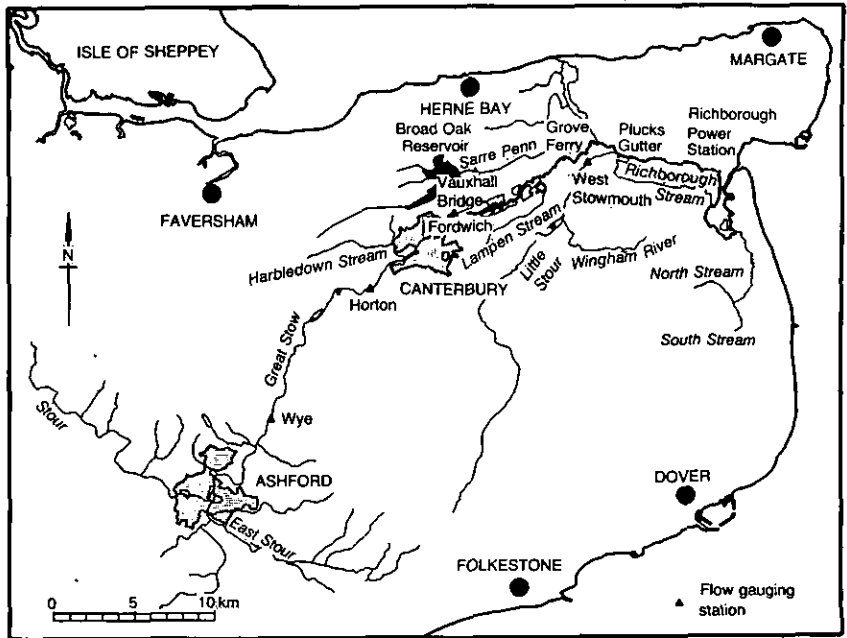 ISLE OF SHEPPEY
MARGATE
HERNE BAY
Richborough
Power
Station
Broad Oak
Reservoir
Grove
Ferry
Plucks
Gutter
Sarre Penn
Vauxhall
Bridge
West
Stowmouth
Richborough
Stream
FAVERSHAM
Fordwich
Lampen Stream
Little
Stour
Wingham River
Harbledown Stream
CANTERBURY
North Stream
N
Horton
South Stream
Great Stow
Stour
Wye
ASHFORD
DOVER
East Stour
FOLKESTONE
0 5 10 km
Flow gauging
station